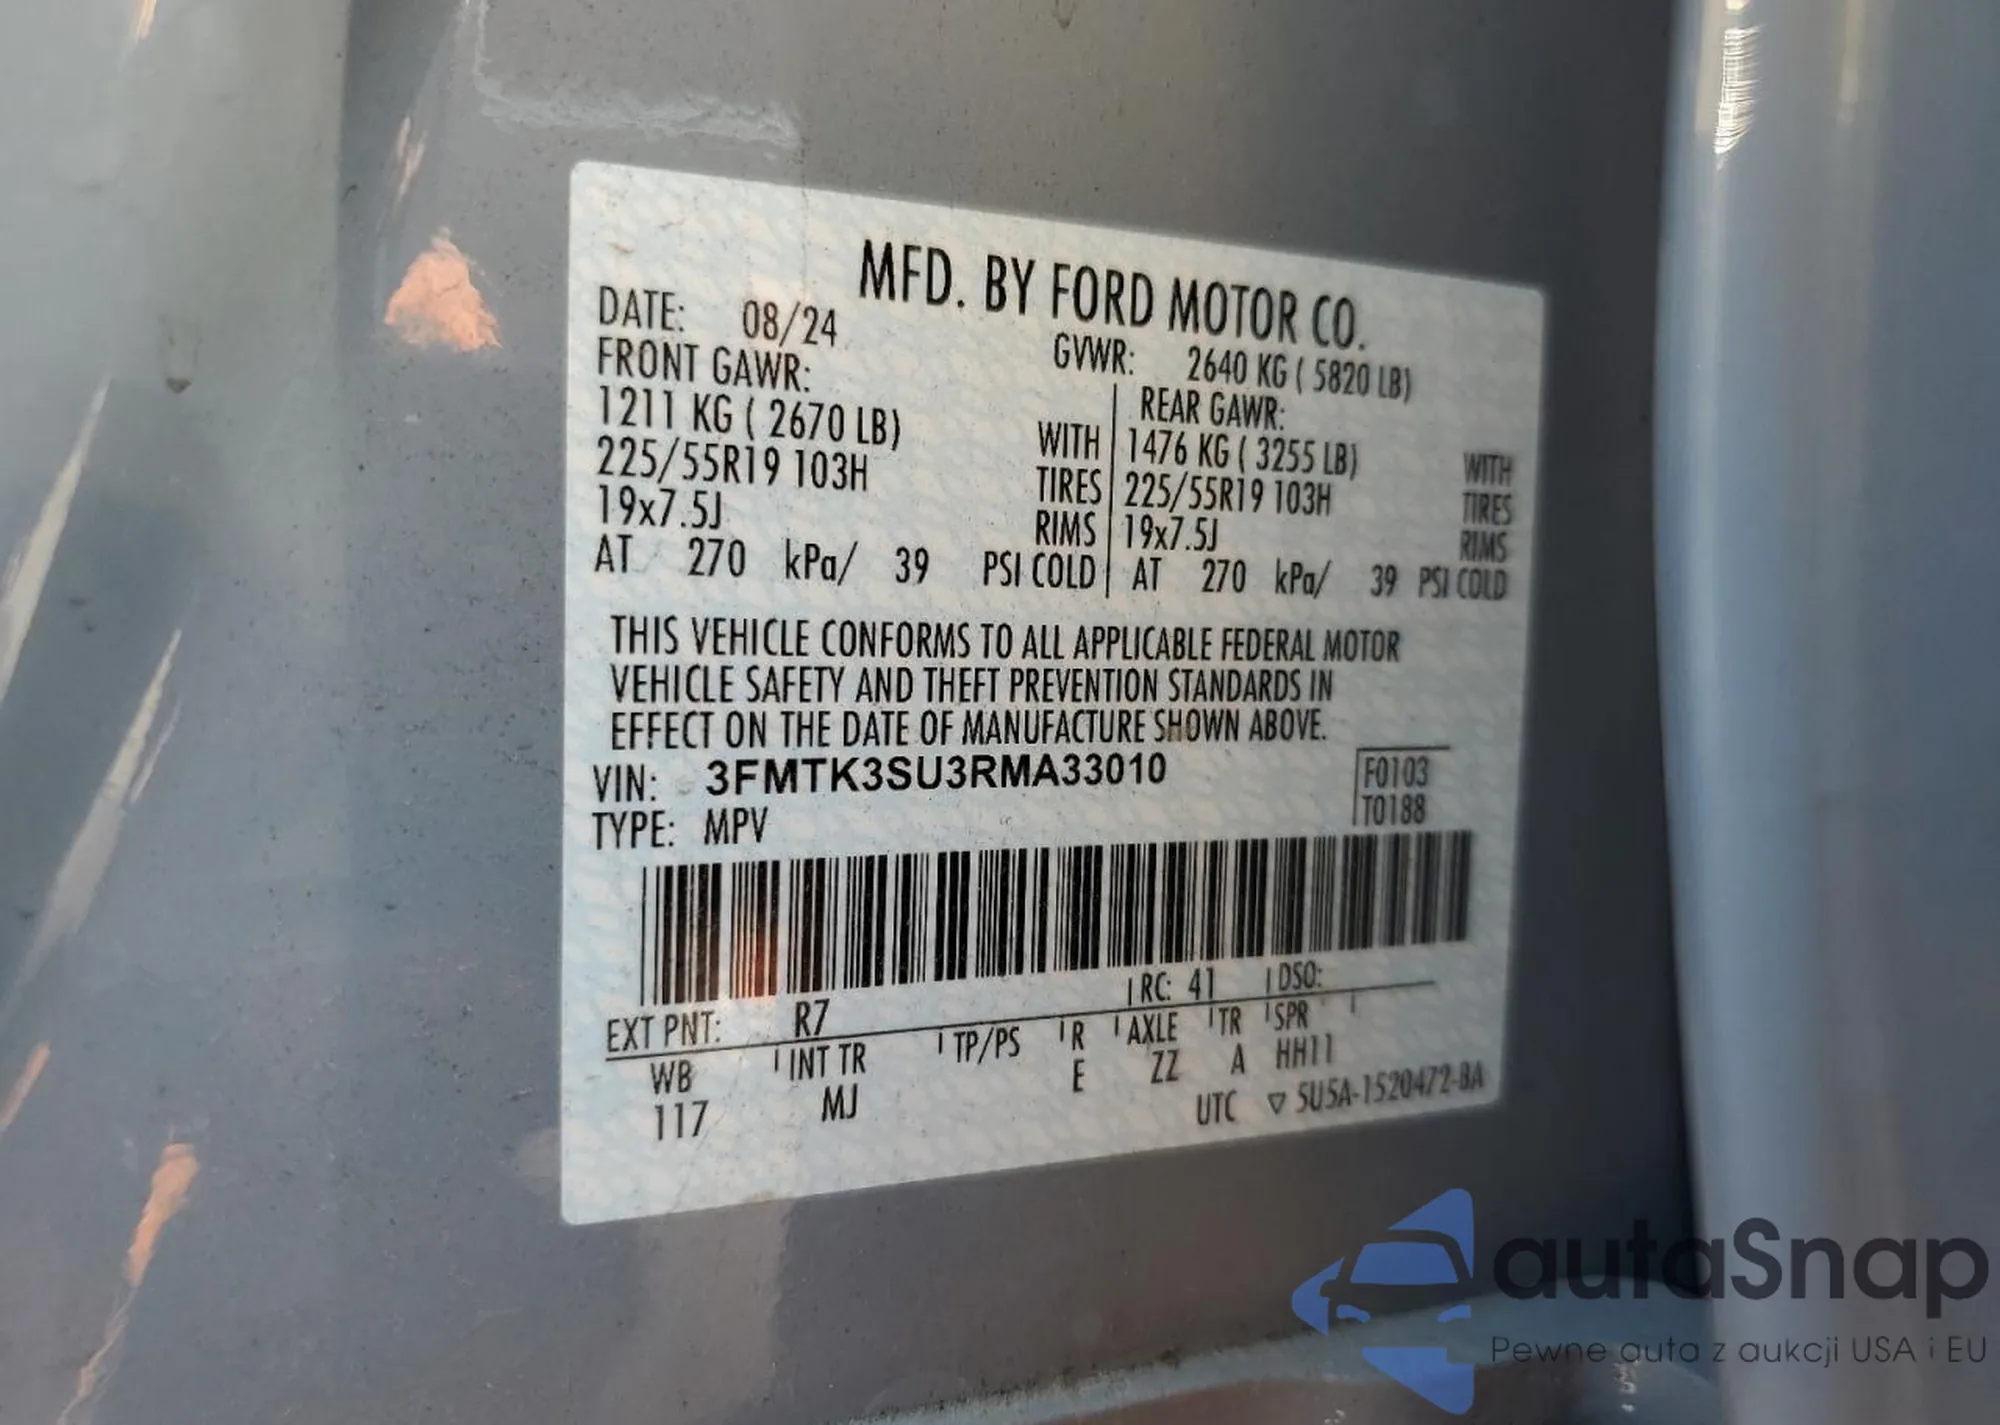 MFD. BY FORD MOTOR CO.
DATE: 08/24 GVWR: 2640 KG ( 5820 LB)
FRONT GAWR: REAR GAWR:
1211 KG ( 2670 LB) WITH 1476 KG ( 3255 LB) WITH
225/55R19 103H TIRES 225/55R19 103H TIRES
19x7.5J RIMS 19x7.5J RIMS
AT 270 kPa/ 39 PSI COLD AT 270 kPa/ 39 PSI COLD
THIS VEHICLE CONFORMS TO ALL APPLICABLE FEDERAL MOTOR
VEHICLE SAFETY AND THEFT PREVENTION STANDARDS IN
EFFECT ON THE DATE OF MANUFACTURE SHOWN ABOVE.
VIN: 3FMTK3SU3RMA33010 F0103
TYPE: MPV T0188
EXT PNT: R7 RC: 41 DSO:
WB INT TR TP/PS R AXLE TR SPR
117 MJ E ZZ A HH11
UTC ▽ 5U5A-1520472-BA
autaSnap
Pewne auta z aukcji USA i EU